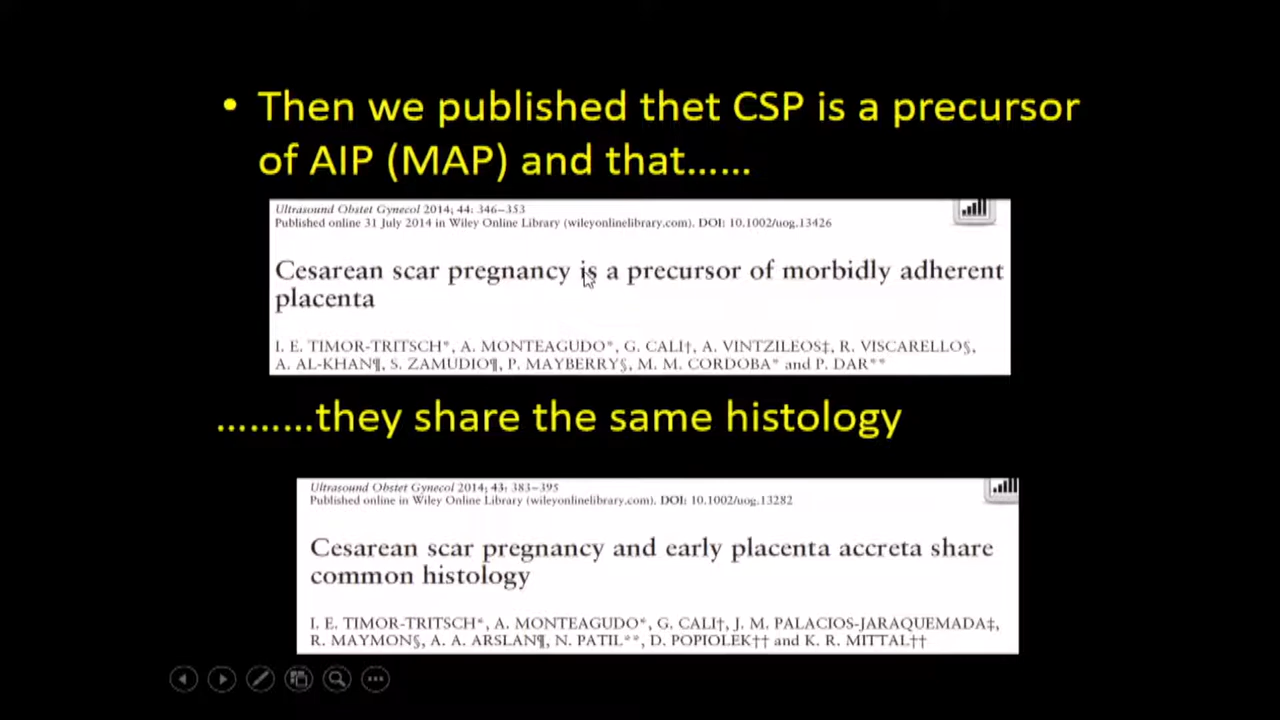 • Then we published thet CSP is a precursor
of AIP (MAP) and that......
Ultrasound Obstet Gynecol 2014; 44: 346–353
Published online 31 July 2014 in Wiley Online Library (wileyonlinelibrary.com). DOI: 10.1002/uog.13426
Cesarean scar pregnancy is a precursor of morbidly adherent
placenta
I. E. TIMOR-TRITSCH*, A. MONTEAGUDO*, G. CALI†, A. VINTZILEOS‡, R. VISCARELLO§,
A. AL-KHAN¶, S. ZAMUDIO¶, P. MAYBERRY§, M. M. CORDOBA* and P. DAR**
.........they share the same histology
Ultrasound Obstet Gynecol 2014; 43: 383–395
Published online in Wiley Online Library (wileyonlinelibrary.com). DOI: 10.1002/uog.13282
Cesarean scar pregnancy and early placenta accreta share
common histology
I. E. TIMOR-TRITSCH*, A. MONTEAGUDO*, G. CALI†, J. M. PALACIOS-JARAQUEMADA‡,
R. MAYMON§, A. A. ARSLAN¶, N. PATIL**, D. POPIOLEK†† and K. R. MITTAL††